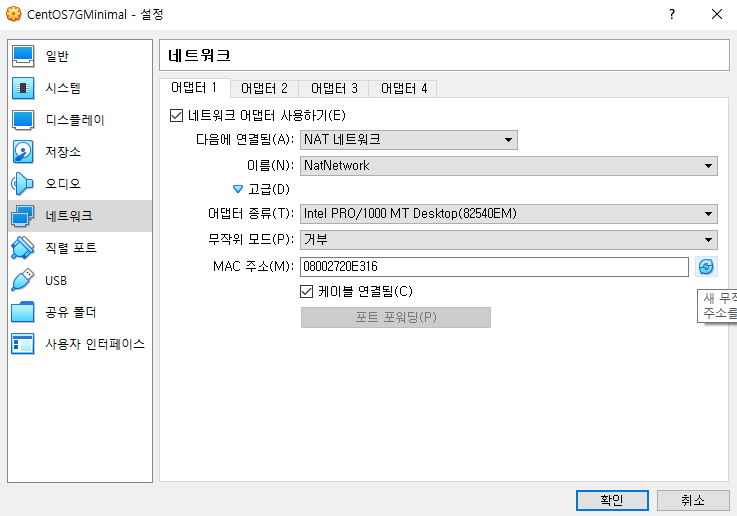 CentOS7GMinimal - 설정
?
일반
시스템
디스플레이
저장소
오디오
네트워크
직렬 포트
USB
공유 폴더
사용자 인터페이스
네트워크
어댑터 1 어댑터 2 어댑터 3 어댑터 4
네트워크 어댑터 사용하기(E)
다음에 연결됨(A): NAT 네트워크
이름(N): NatNetwork
고급(D)
어댑터 종류(T): Intel PRO/1000 MT Desktop(82540EM)
무작위 모드(P): 거부
MAC 주소(M): 08002720E316
새 무작
주소를
케이블 연결됨(C)
포트 포워딩(P)
확인 취소